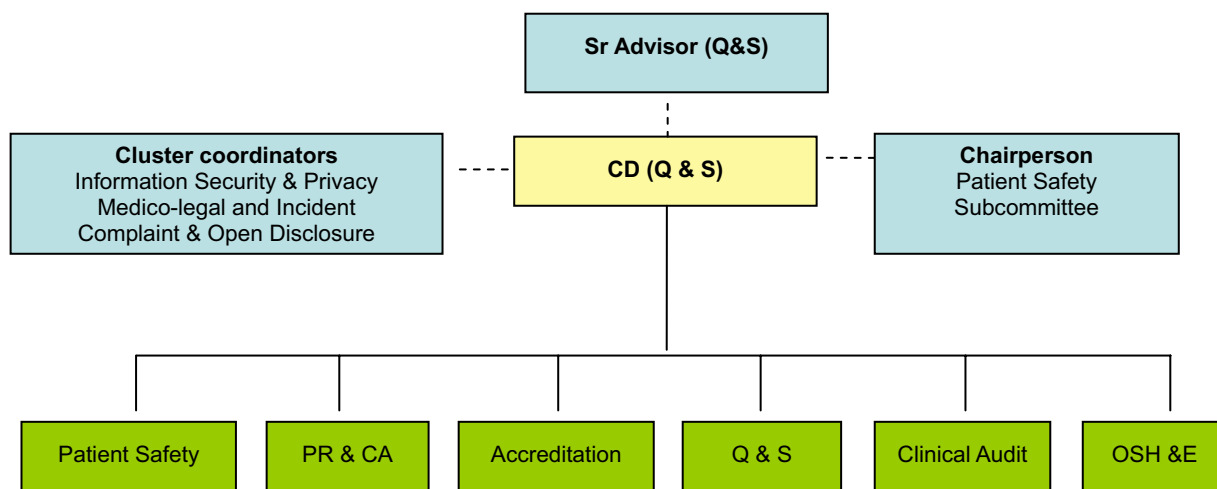 Sr Advisor (Q&S)
Cluster coordinators
Information Security & Privacy
Medico-legal and Incident
Complaint & Open Disclosure
CD (Q & S)
Chairperson
Patient Safety
Subcommittee
Patient Safety
PR & CA
Accreditation
Q & S
Clinical Audit
OSH &E